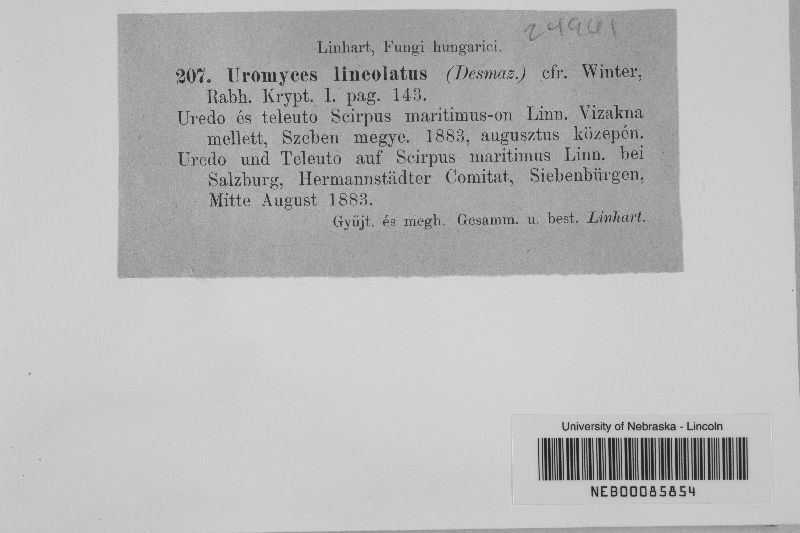 24961
Linhart, Fungi hungarici.
207. Uromyces lineolatus (Desmaz.) cfr. Winter,
Rabh. Krypt. I. pag. 143.
Uredo és teleuto Scirpus maritimus-on Linn. Vizakna
mellett, Szeben megye. 1883, augusztus közepén.
Uredo und Teleuto auf Scirpus maritimus Linn. bei
Salzburg, Hermannstädter Comitat, Siebenbürgen,
Mitte August 1883.
Gyűjt. és megh. Gesamm. u. best. Linhart.
University of Nebraska - Lincoln
NEB00085854